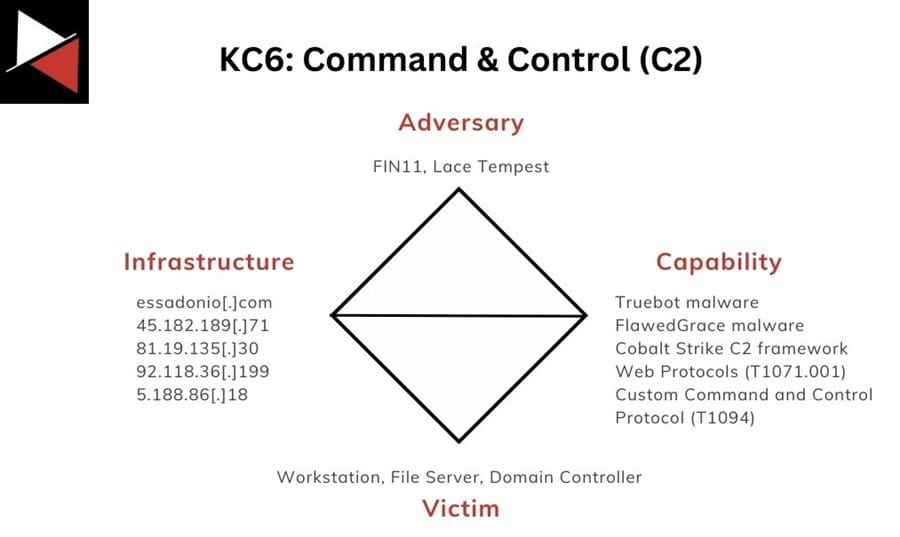 KC6: Command & Control (C2)
Adversary
FIN11, Lace Tempest
Infrastructure
essadonio[.]com
45.182.189[.]71
81.19.135[.]30
92.118.36[.]199
5.188.86[.]18
Capability
Truebot malware
FlawedGrace malware
Cobalt Strike C2 framework
Web Protocols (T1071.001)
Custom Command and Control
Protocol (T1094)
Workstation, File Server, Domain Controller
Victim